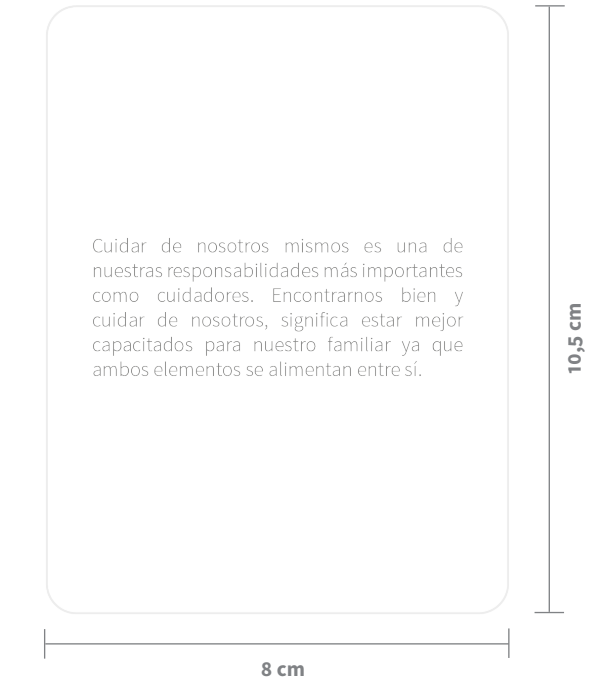 Cuidar de nosotros mismos es una de
nuestras responsabilidades más importantes
como cuidadores. Encontrarnos bien y
cuidar de nosotros, significa estar mejor
capacitados para nuestro familiar ya que
ambos elementos se alimentan entre sí.
10,5 cm
8 cm